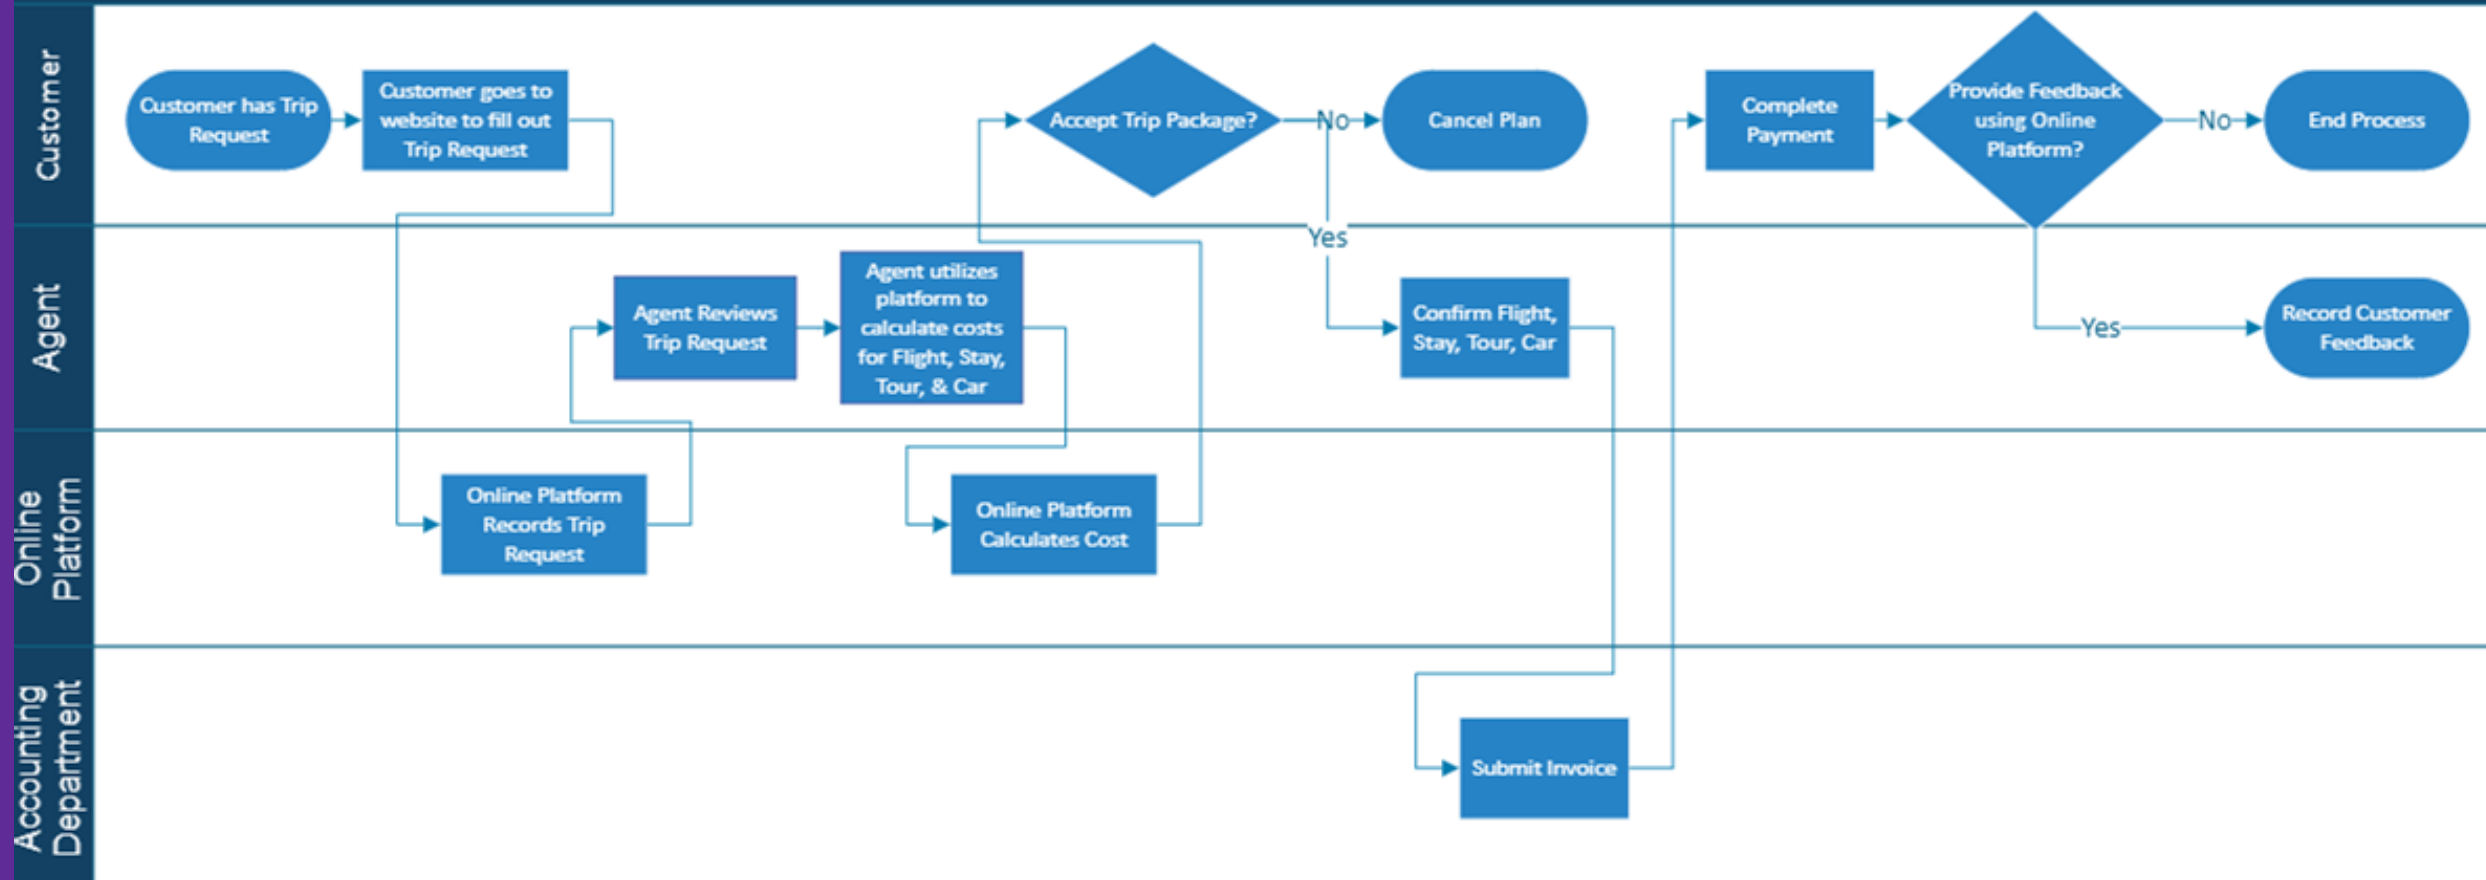 Customer
Customer has Trip
Request
Customer goes to
website to fill out
Trip Request
Accept Trip Package?
No
Cancel Plan
Complete
Payment
Provide Feedback
using Online
Platform?
No
End Process
Yes
Agent
Agent Reviews
Trip Request
Agent utilizes
platform to
calculate costs
for Flight, Stay,
Tour, & Car
Confirm Flight,
Stay, Tour, Car
Yes
Record Customer
Feedback
Online
Platform
Online Platform
Records Trip
Request
Online Platform
Calculates Cost
Accounting
Department
Submit Invoice